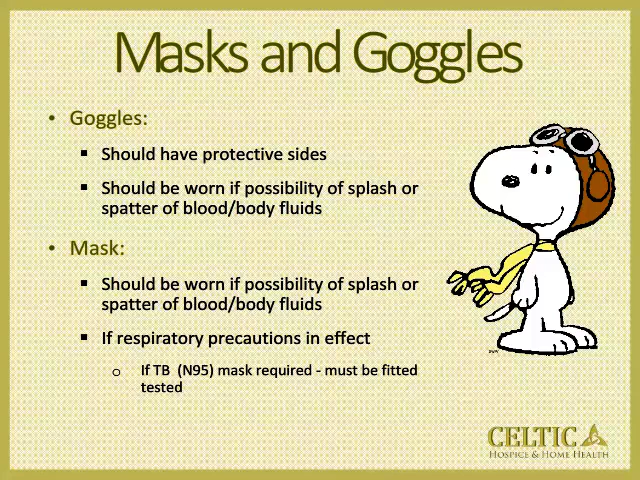 Masks and Goggles
• Goggles:
▪ Should have protective sides
▪ Should be worn if possibility of splash or
spatter of blood/body fluids
• Mask:
▪ Should be worn if possibility of splash or
spatter of blood/body fluids
▪ If respiratory precautions in effect
o If TB (N95) mask required - must be fitted
tested
CELTIC
HOSPICE & HOME HEALTH